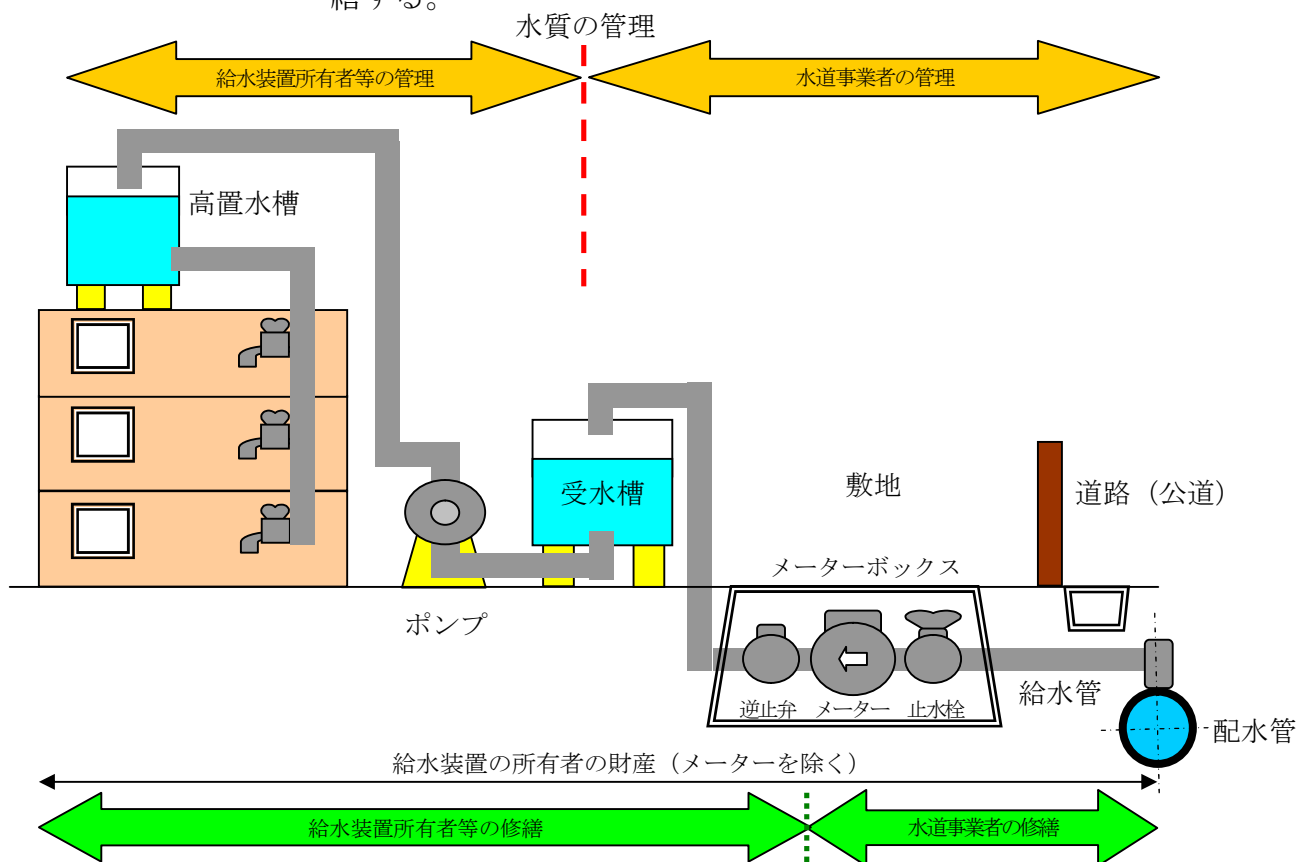 給する。
水質の管理
給水装置所有者等の管理
水道事業者の管理
高置水槽
受水槽
敷地
道路（公道）
メーターボックス
ポンプ
給水管
逆止弁
メーター
止水栓
配水管
給水装置の所有者の財産（メーターを除く）
給水装置所有者等の修繕
水道事業者の修繕